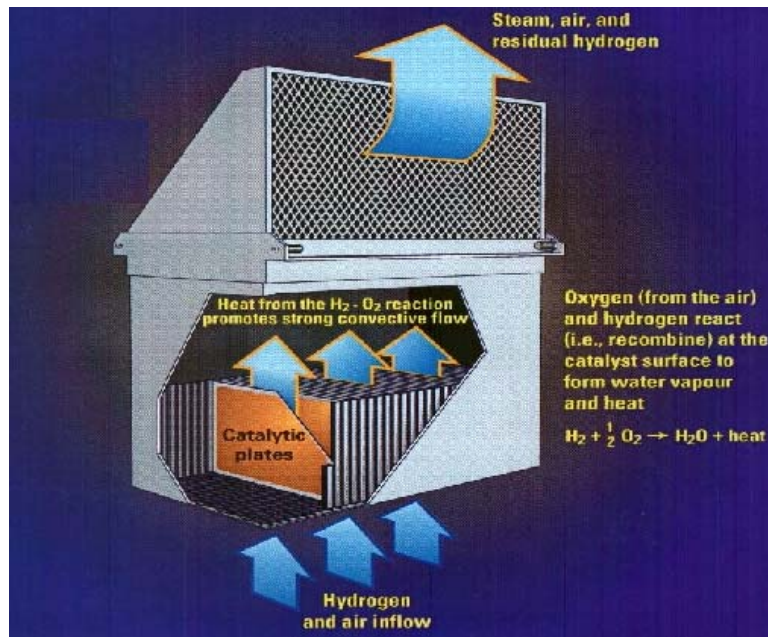 Steam, air, and
residual hydrogen
Heat from the H₂ - O₂ reaction
promotes strong convective flow
Oxygen (from the air)
and hydrogen react
(i.e., recombine) at the
catalyst surface to
form water vapour
and heat
H₂ + ½ O₂ → H₂O + heat
Catalytic
plates
Hydrogen
and air inflow